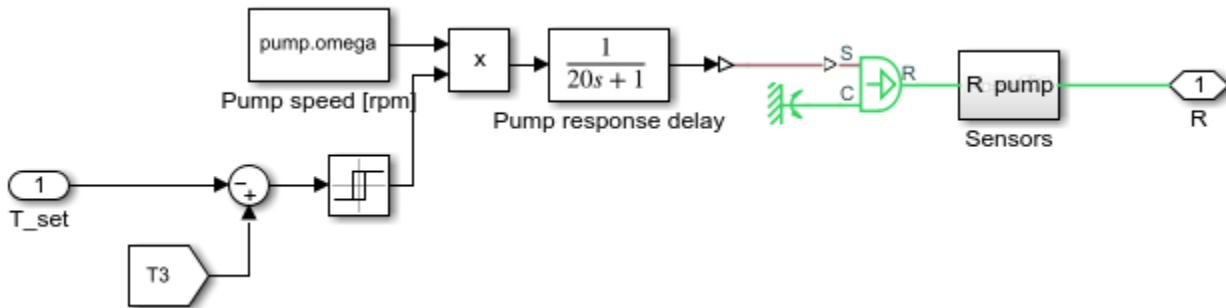 pump.omega
Pump speed [rpm]
x
1
20s + 1
Pump response delay
S
C
R
R pump
Sensors
1
R
1
T_set
−
+
T3